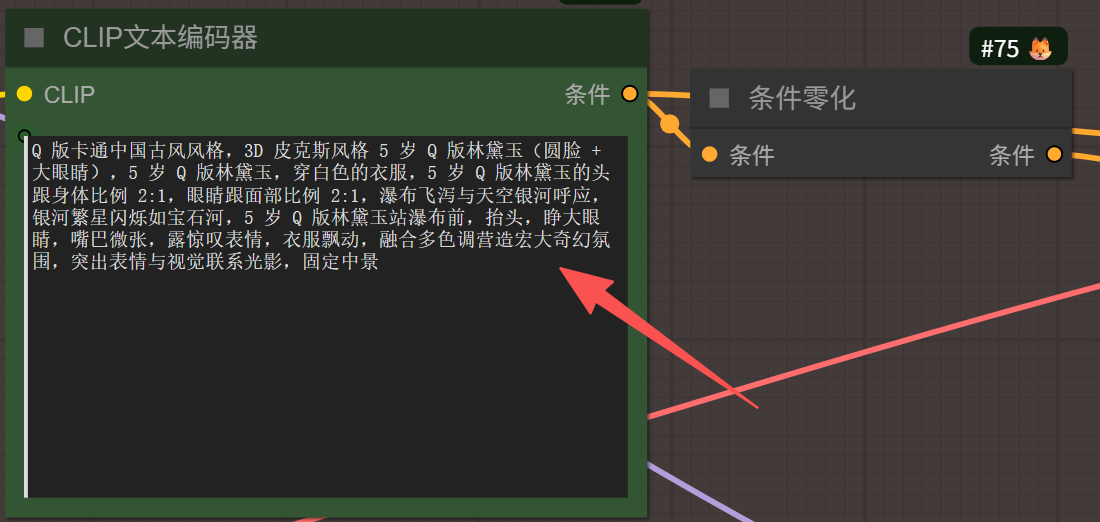 CLIP文本编码器
CLIP
条件
Q 版卡通中国古风风格，3D 皮克斯风格 5 岁 Q 版林黛玉（圆脸 +
大眼睛），5 岁 Q 版林黛玉，穿白色的衣服，5 岁 Q 版林黛玉的头
跟身体比例 2:1，眼睛跟面部比例 2:1，瀑布飞泻与天空银河呼应，
银河繁星闪烁如宝石河，5 岁 Q 版林黛玉站瀑布前，抬头，睁大眼
睛，嘴巴微张，露惊叹表情，衣服飘动，融合多色调营造宏大奇幻氛
围，突出表情与视觉联系光影，固定中景
#75
条件零化
条件
条件